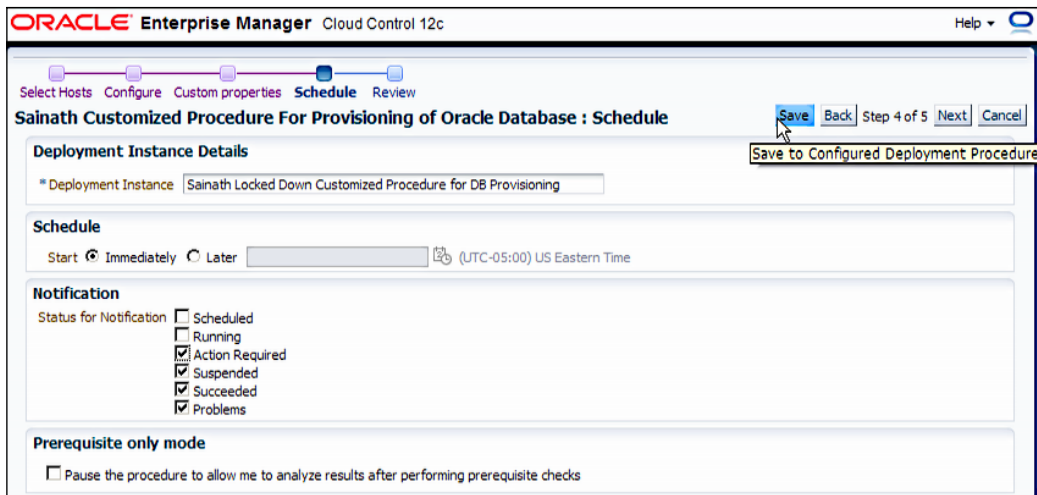 ORACLE Enterprise Manager Cloud Control 12c Help
Select Hosts Configure Custom properties Schedule Review
Sainath Customized Procedure For Provisioning of Oracle Database : Schedule Save Back Step 4 of 5 Next Cancel
Save to Configured Deployment Procedure
Deployment Instance Details
* Deployment Instance Sainath Locked Down Customized Procedure for DB Provisioning
Schedule
Start Immediately Later (UTC-05:00) US Eastern Time
Notification
Status for Notification Scheduled
Running
Action Required
Suspended
Succeeded
Problems
Prerequisite only mode
Pause the procedure to allow me to analyze results after performing prerequisite checks